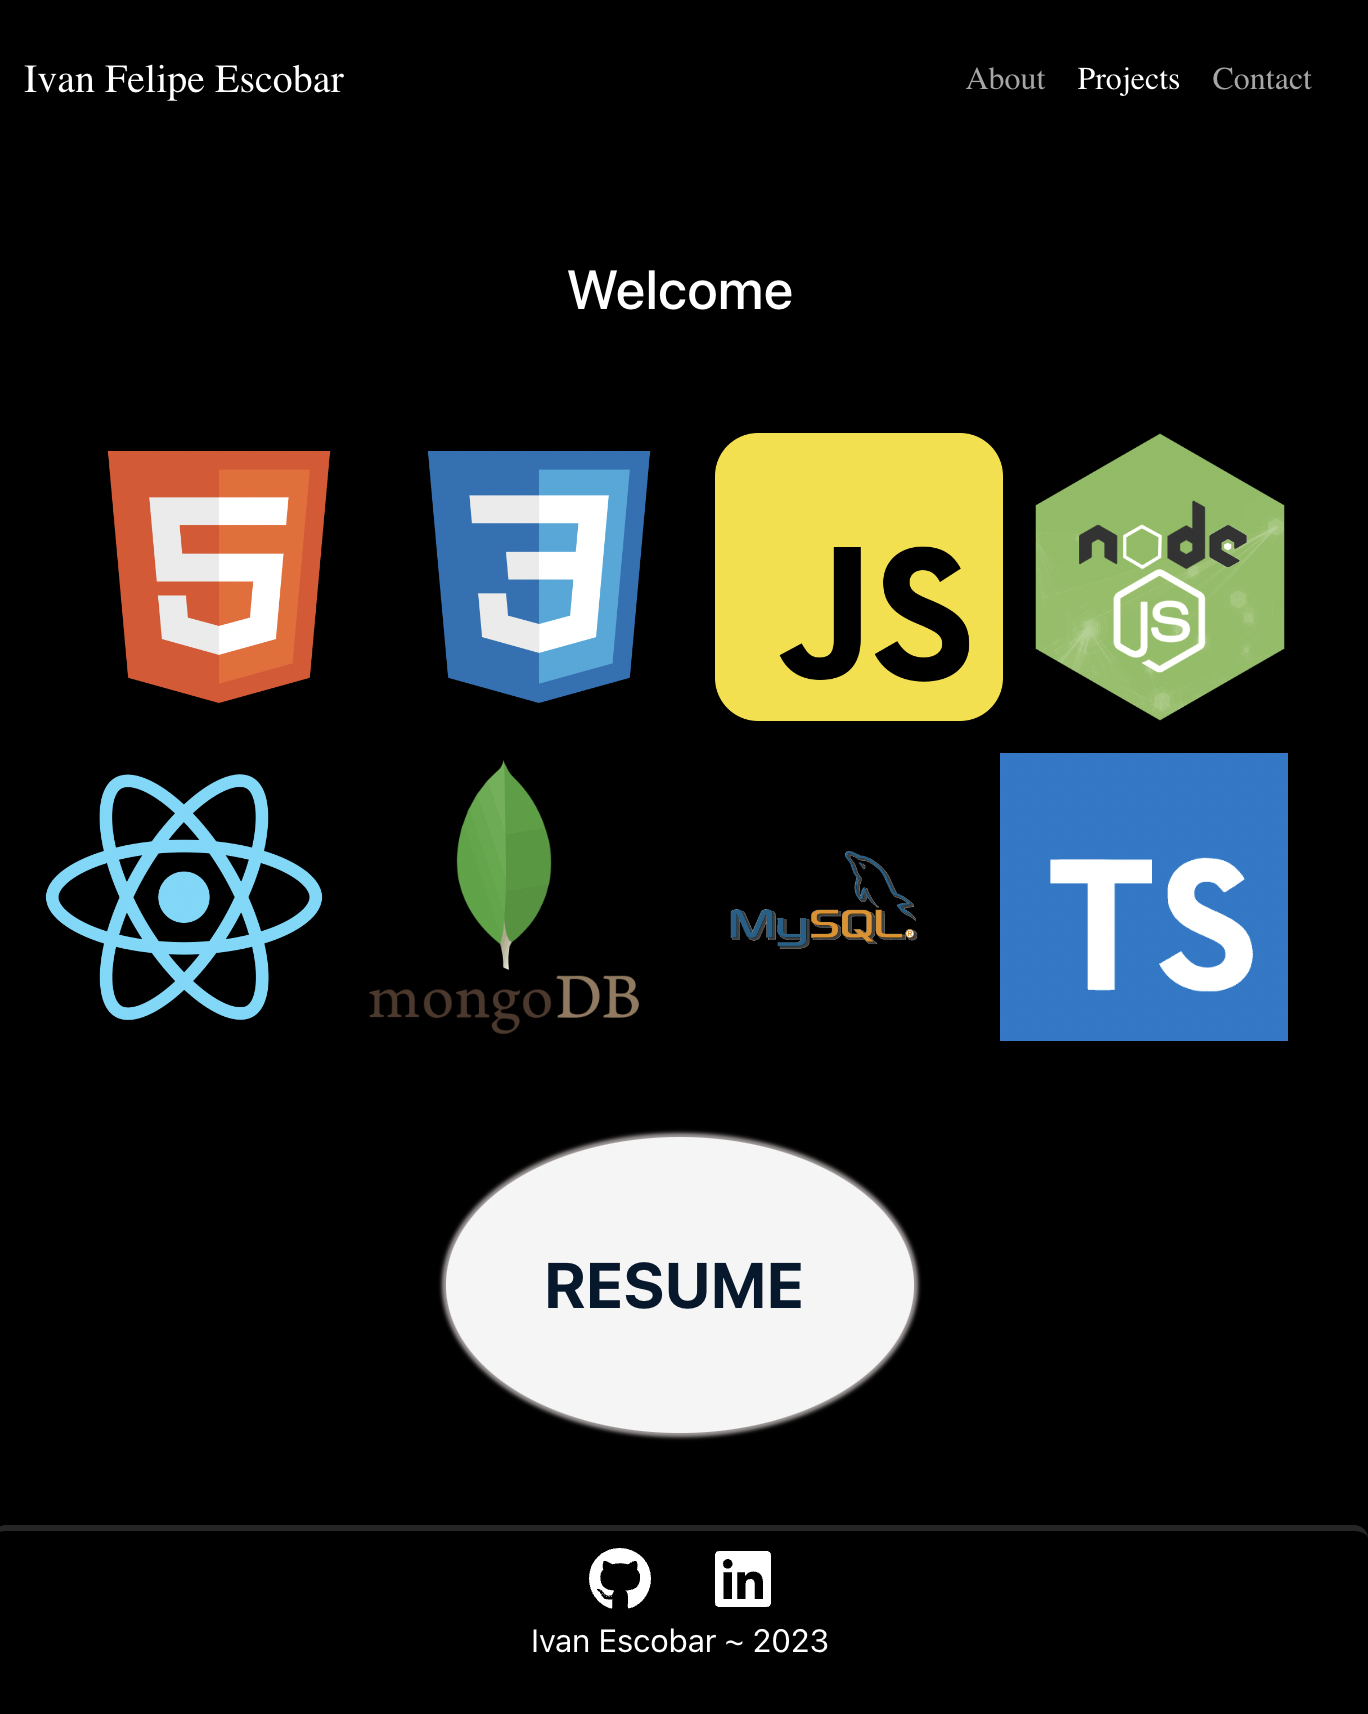 Ivan Felipe Escobar
About Projects Contact
Welcome
5
3
JS
node
JS
mongoDB
MySQL®
TS
RESUME
in
Ivan Escobar ~ 2023